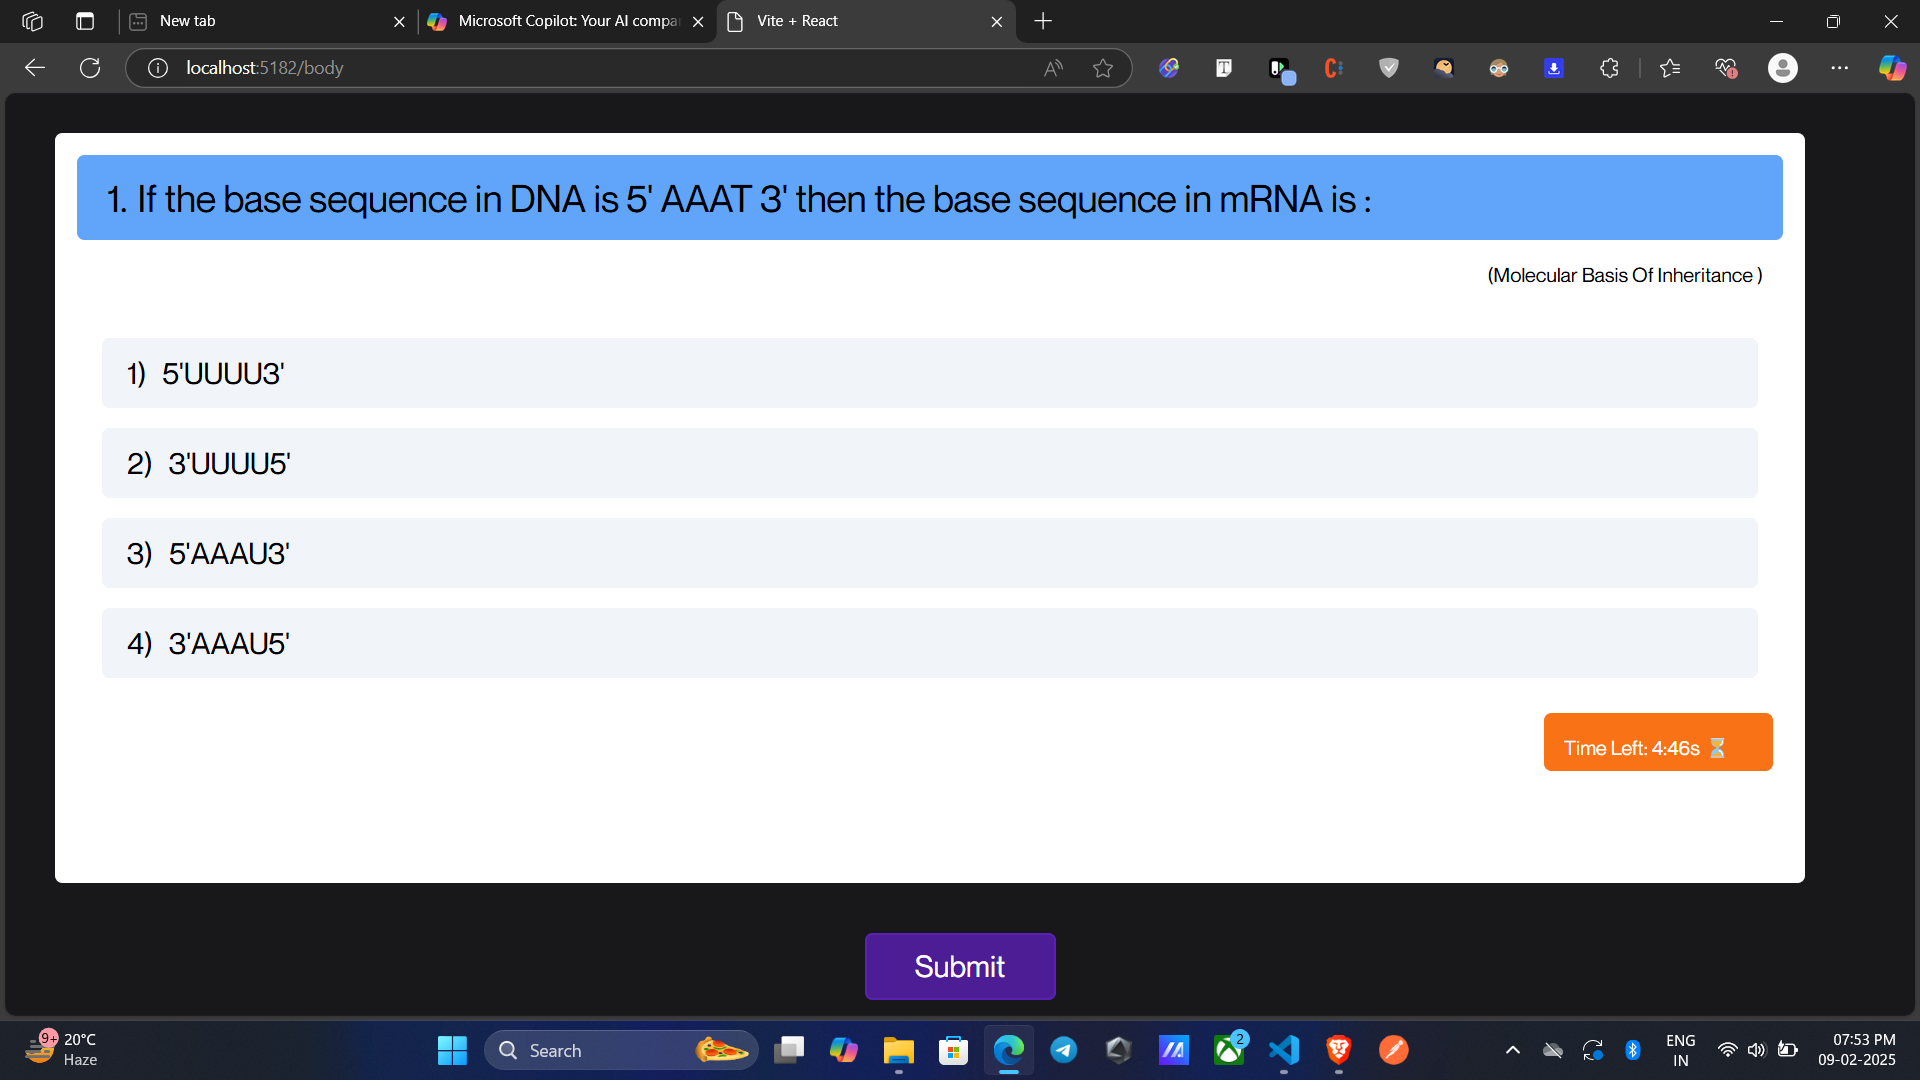 New tab
Microsoft Copilot: Your AI compa
Vite + React
localhost:5182/body
1. If the base sequence in DNA is 5' AAAT 3' then the base sequence in mRNA is :
(Molecular Basis Of Inheritance )
1) 5'UUUU3'
2) 3'UUUU5'
3) 5'AAAU3'
4) 3'AAAU5'
Time Left: 4:46s ⏳
Submit
9+
20°C
Haze
Search
2
ENG
IN
07:53 PM
09-02-2025